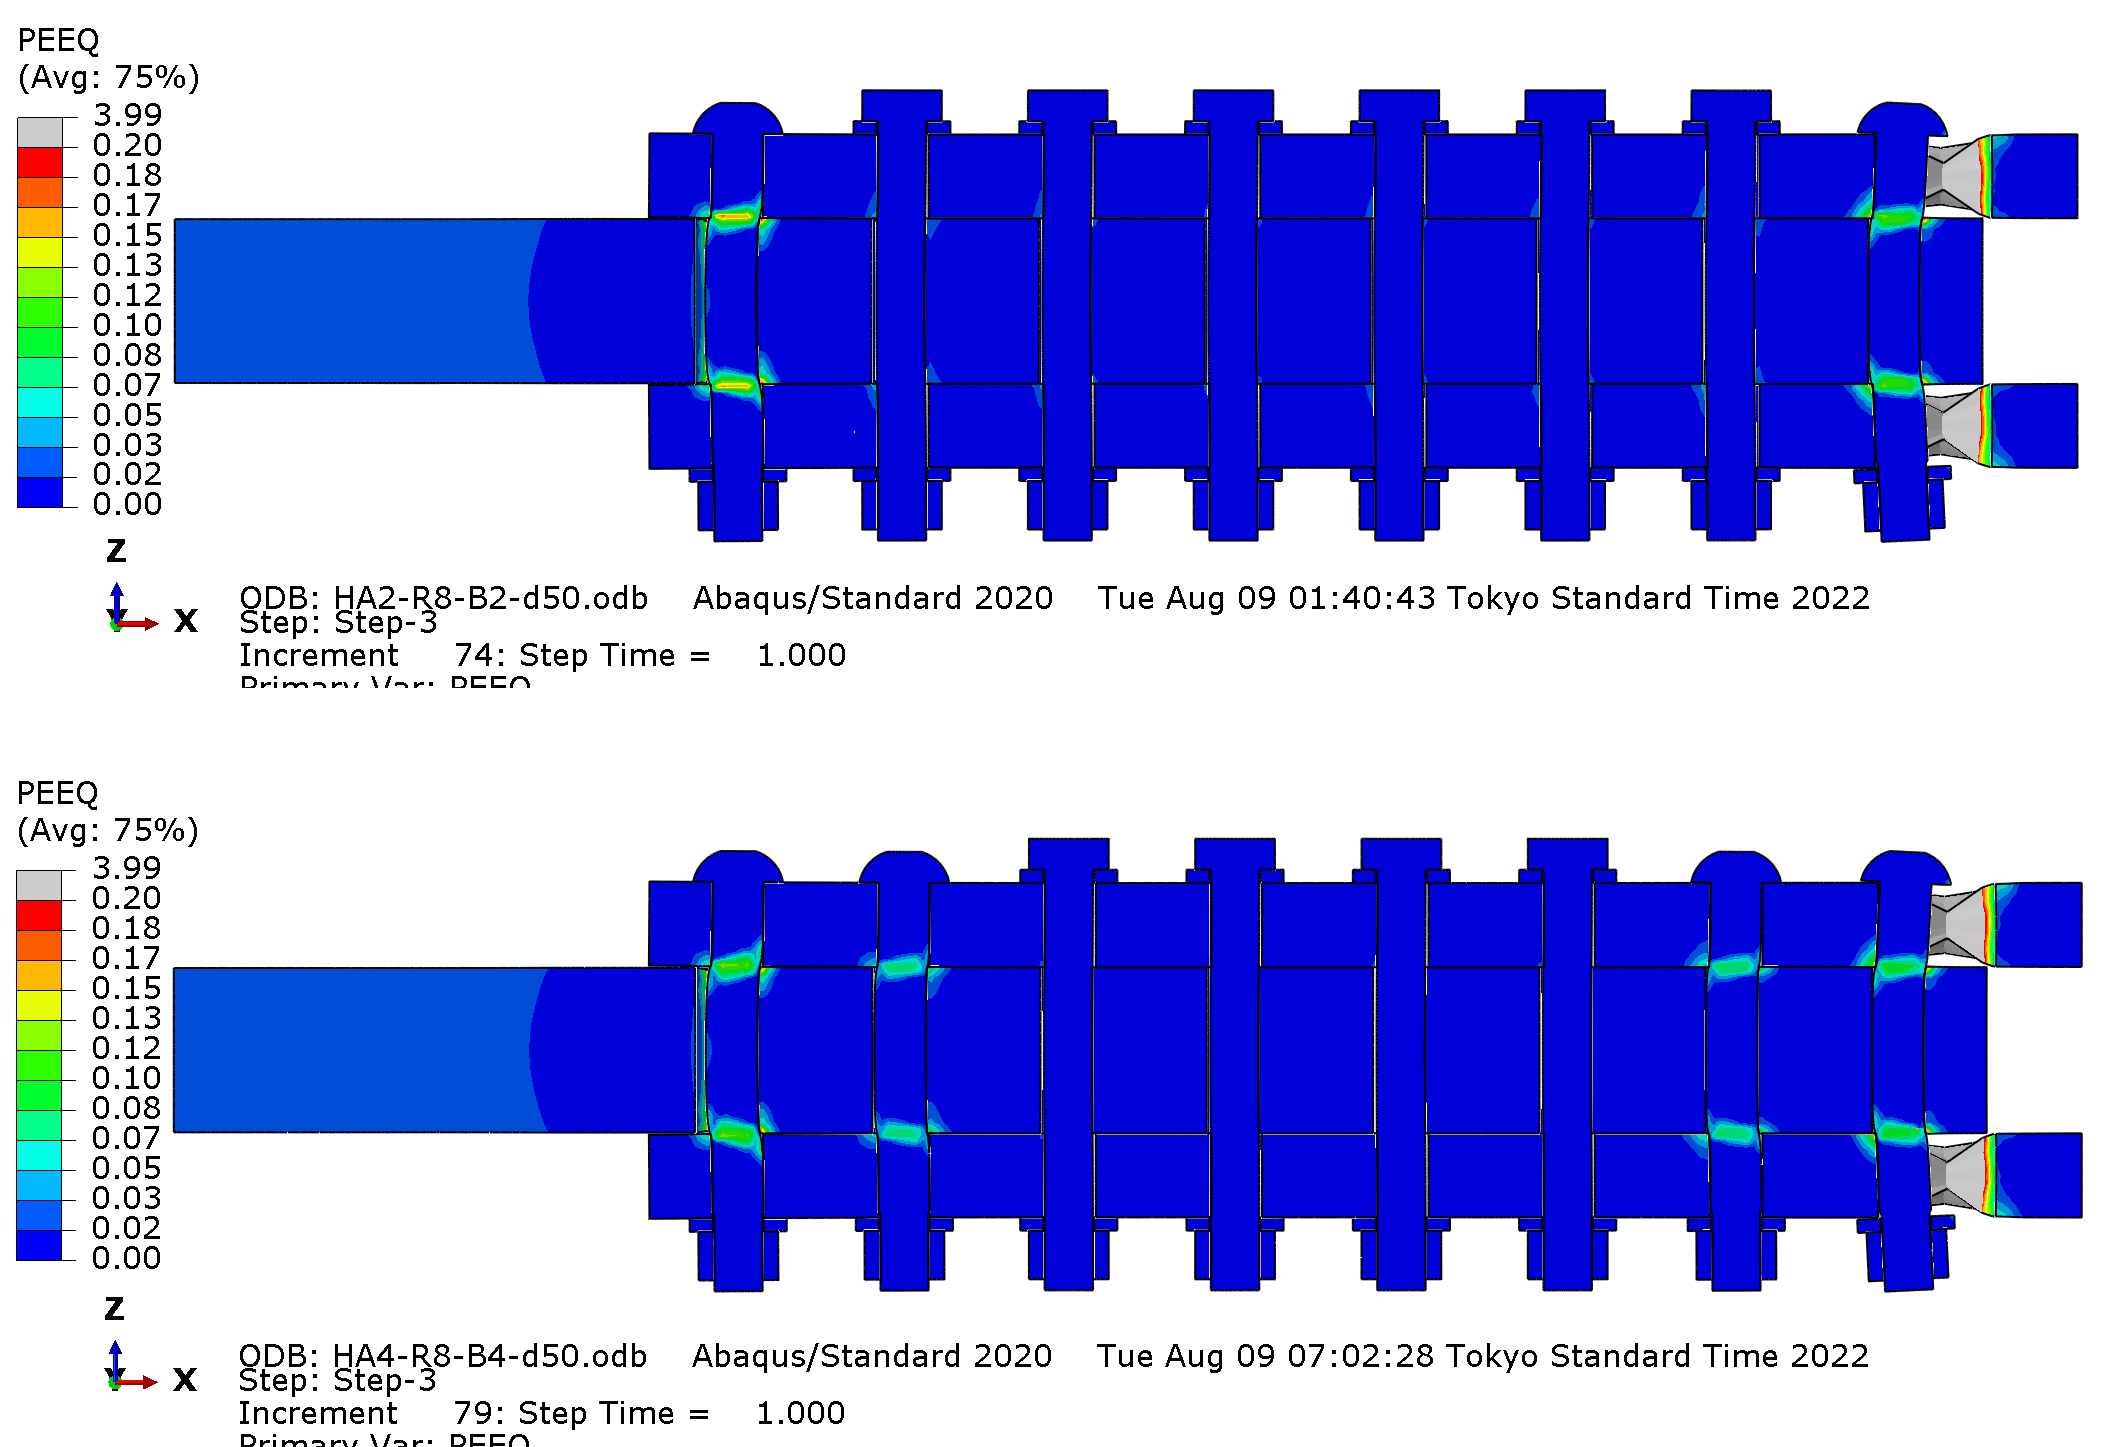 PEEQ
(Avg: 75%)
3.99
0.20
0.18
0.17
0.15
0.13
0.12
0.10
0.08
0.07
0.05
0.03
0.02
0.00
Z
Y X
ODB: HA2-R8-B2-d50.odb Abaqus/Standard 2020 Tue Aug 09 01:40:43 Tokyo Standard Time 2022
Step: Step-3
Increment 74: Step Time = 1.000
Primary Var: PEEQ
PEEQ
(Avg: 75%)
3.99
0.20
0.18
0.17
0.15
0.13
0.12
0.10
0.08
0.07
0.05
0.03
0.02
0.00
Z
Y X
ODB: HA4-R8-B4-d50.odb Abaqus/Standard 2020 Tue Aug 09 07:02:28 Tokyo Standard Time 2022
Step: Step-3
Increment 79: Step Time = 1.000
Primary Var: PEEQ